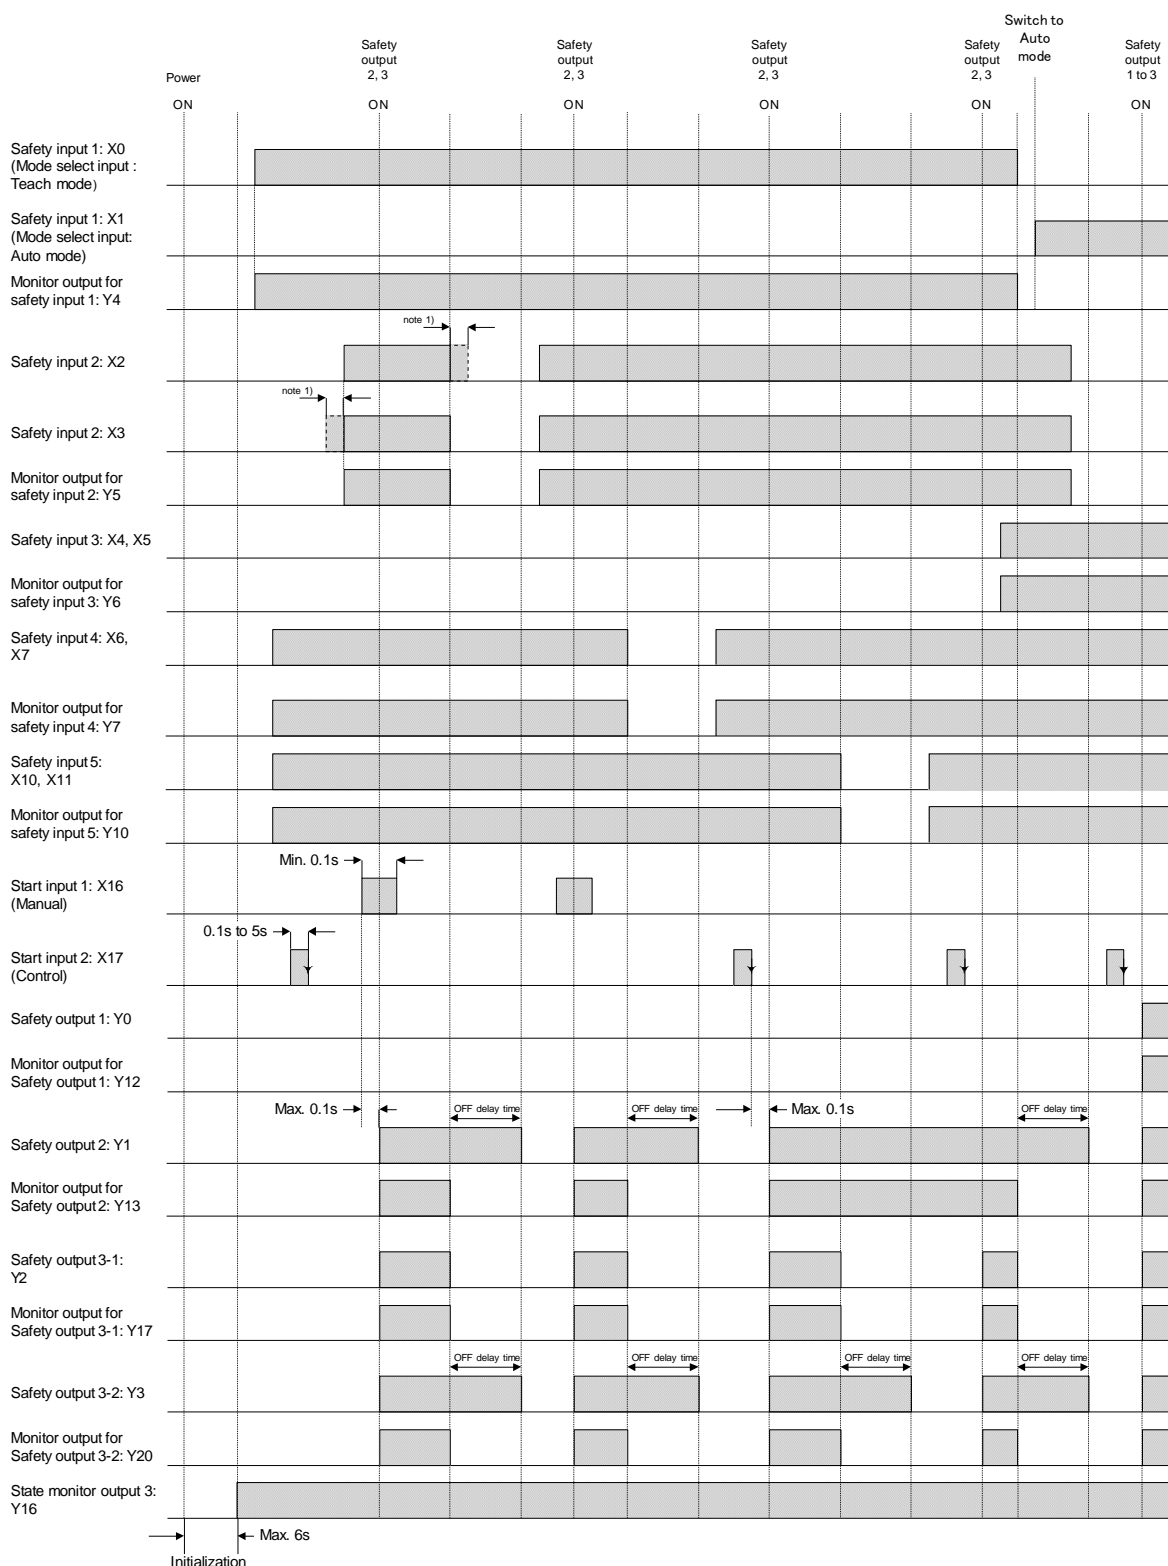 Switch to
Auto
mode
Safety
output
2, 3
Safety
output
2, 3
Safety
output
2, 3
Safety
output
2, 3
Safety
output
1 to 3
Power
ON
ON
ON
ON
ON
ON
Safety input 1: X0
(Mode select input :
Teach mode)
Safety input 1: X1
(Mode select input:
Auto mode)
Monitor output for
safety input 1: Y4
note 1)
Safety input 2: X2
note 1)
Safety input 2: X3
Monitor output for
safety input 2: Y5
Safety input 3: X4, X5
Monitor output for
safety input 3: Y6
Safety input 4: X6,
X7
Monitor output for
safety input 4: Y7
Safety input 5:
X10, X11
Monitor output for
safety input 5: Y10
Min. 0.1s
Start input 1: X16
(Manual)
0.1s to 5s
Start input 2: X17
(Control)
Safety output 1: Y0
Monitor output for
Safety output 1: Y12
Max. 0.1s
OFF delay time
OFF delay time
Max. 0.1s
OFF delay time
Safety output 2: Y1
Monitor output for
Safety output 2: Y13
Safety output 3-1:
Y2
Monitor output for
Safety output 3-1: Y17
OFF delay time
OFF delay time
OFF delay time
OFF delay time
Safety output 3-2: Y3
Monitor output for
Safety output 3-2: Y20
State monitor output 3:
Y16
Max. 6s
Initialization